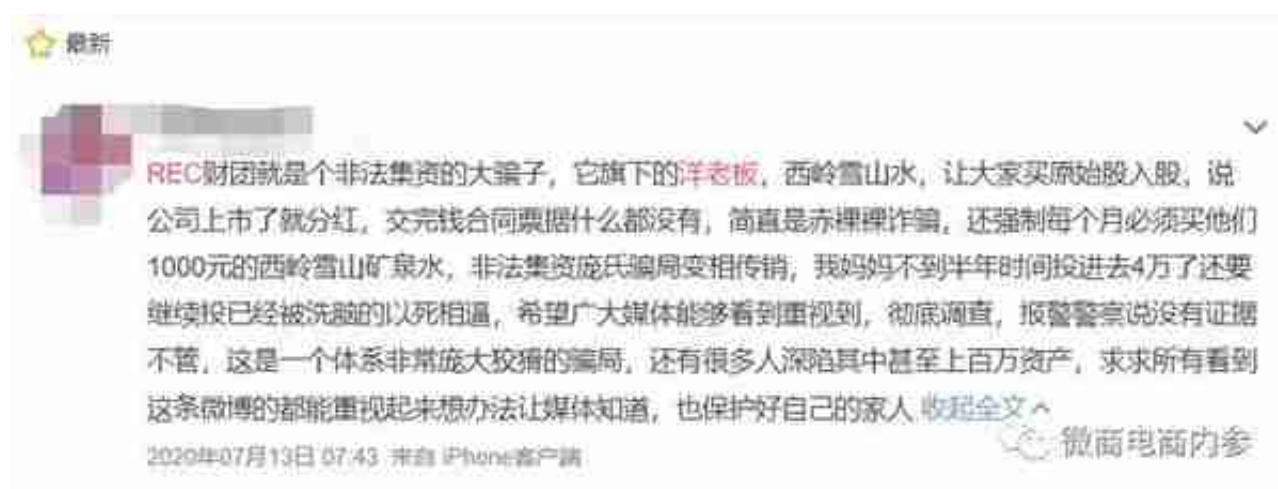 最新
REC财团就是个非法集资的大骗子，它旗下的洋老板，西岭雪山水，让大家买原始股入股，说
公司上市了就分红，交完钱合同票据什么都没有，简直是赤裸裸诈骗，还强制每个月必须买他们
1000元的西岭雪山矿泉水，非法集资庞氏骗局变相传销，我妈妈不到半年时间投进去4万了还要
继续投已经被洗脑的以死相逼，希望广大媒体能够看到重视到，彻底调查，报警警察说没有证据
不管，这是一个体系非常庞大狡猾的骗局，还有很多人深陷其中甚至上百万资产，求求所有看到
这条微博的都能重视起来想办法让媒体知道，也保护好自己的家人 收起全文
2020年07月13日 07:43 来自 iPhone客户端
微商电商内参